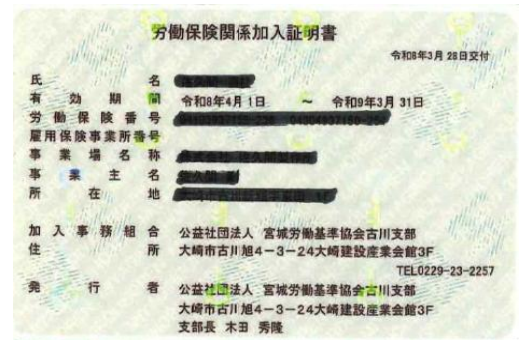 労働保険関係加入証明書
令和8年3月28日交付
氏名
有効期間 令和8年4月1日 ~ 令和9年3月31日
労働保険番号
雇用保険事業所番号
事業場名称
事業主名
所在地
加入事務組合 公益社団法人 宮城労働基準協会古川支部
住所 大崎市古川旭4-3-24大崎建設産業会館3F
TEL0229-23-2257
発行者 公益社団法人 宮城労働基準協会古川支部
大崎市古川旭4-3-24大崎建設産業会館3F
支部長 木田 秀隆